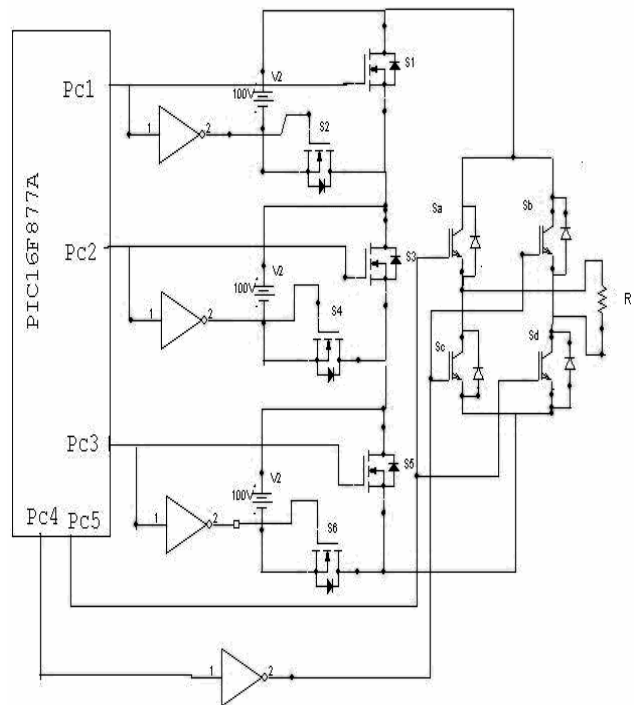 PIC16F877A
Pc1
1
2
V2
100V
S1
S2
Pc2
1
2
V2
100V
S3
S4
Pc3
1
2
V2
100V
S5
S6
Pc4
Pc5
1
2
Sa
Sb
Sc
Sd
R